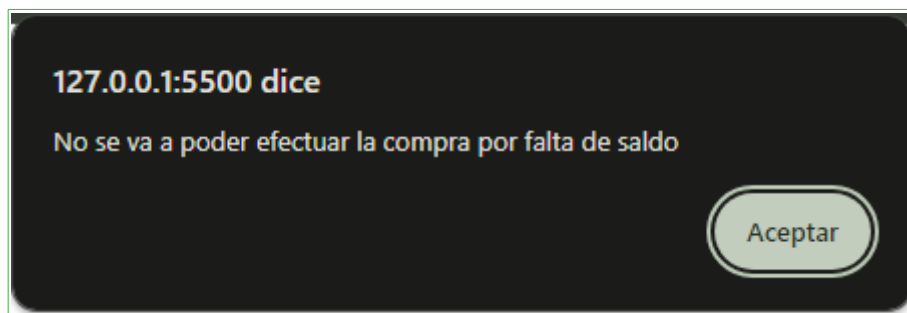 127.0.0.1:5500 dice
No se va a poder efectuar la compra por falta de saldo
Aceptar